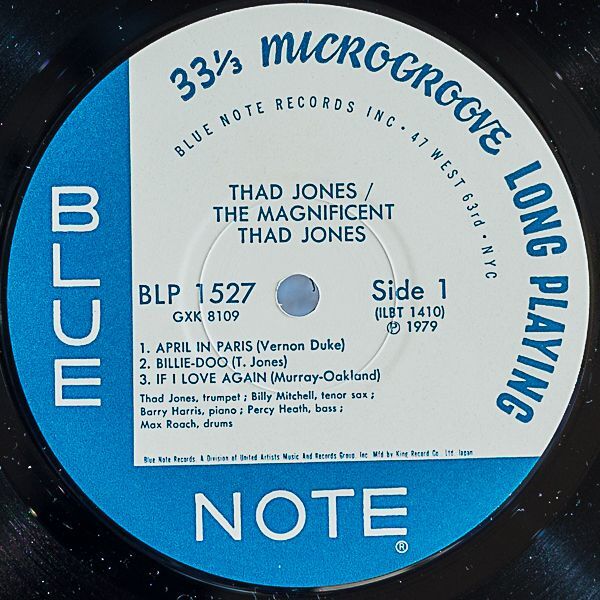 33⅓ MICROGROOVE LONG PLAYING
BLUE NOTE RECORDS INC • 47 WEST 63rd • NYC
THAD JONES /
THE MAGNIFICENT
THAD JONES
BLUE
BLP 1527 Side 1
GXK 8109 (ILBT 1410)
℗ 1979
1. APRIL IN PARIS (Vernon Duke)
2. BILLIE-DOO (T. Jones)
3. IF I LOVE AGAIN (Murray-Oakland)
Thad Jones, trumpet ; Billy Mitchell, tenor sax ;
Barry Harris, piano ; Percy Heath, bass ;
Max Roach, drums
Blue Note Records. A Division of United Artists Music And Records Group, Inc. Mfd by King Record Co. Ltd. Japan
NOTE
®